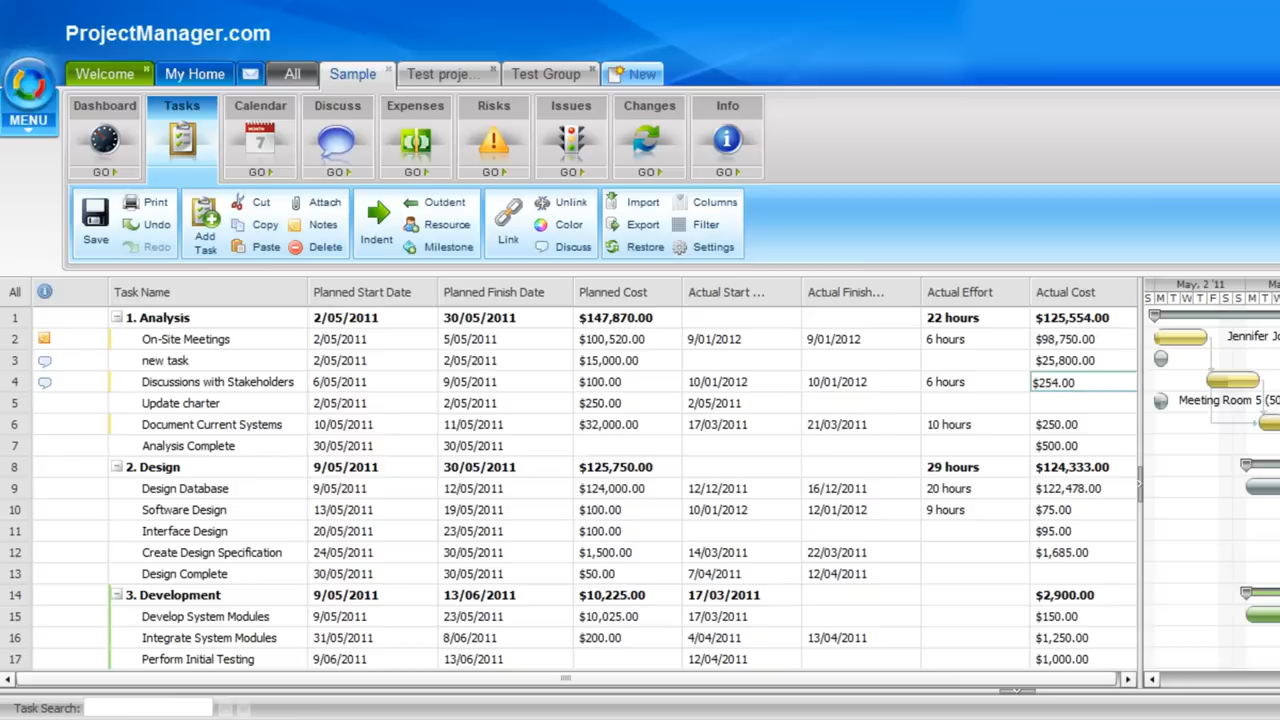 ProjectManager.com
Welcome My Home All Sample Test proje... Test Group New
MENU
Dashboard Tasks Calendar Discuss Expenses Risks Issues Changes Info
MONTH
7
GO GO GO GO GO GO GO GO
Print Cut Attach Outdent Unlink Import Columns
Undo Copy Notes Resource Color Export Filter
Save Add Task Indent Link
Redo Paste Delete Milestone Discuss Restore Settings
All Task Name Planned Start Date Planned Finish Date Planned Cost Actual Start ... Actual Finish... Actual Effort Actual Cost May, 2 '11
S M T W T F S S M T W
1 1. Analysis 2/05/2011 30/05/2011 $147,870.00 22 hours $125,554.00
2 On-Site Meetings 2/05/2011 5/05/2011 $100,520.00 9/01/2012 9/01/2012 6 hours $98,750.00 Jennifer Jo
3 new task 2/05/2011 2/05/2011 $15,000.00 $25,800.00
4 Discussions with Stakeholders 6/05/2011 9/05/2011 $100.00 10/01/2012 10/01/2012 6 hours $254.00
5 Update charter 2/05/2011 2/05/2011 $250.00 2/05/2011 Meeting Room 5 (50
6 Document Current Systems 10/05/2011 11/05/2011 $32,000.00 17/03/2011 21/03/2011 10 hours $250.00
7 Analysis Complete 30/05/2011 30/05/2011 $500.00
8 2. Design 9/05/2011 30/05/2011 $125,750.00 29 hours $124,333.00
9 Design Database 9/05/2011 12/05/2011 $124,000.00 12/12/2011 16/12/2011 20 hours $122,478.00
10 Software Design 13/05/2011 19/05/2011 $100.00 10/01/2012 12/01/2012 9 hours $75.00
11 Interface Design 20/05/2011 23/05/2011 $100.00 $95.00
12 Create Design Specification 24/05/2011 30/05/2011 $1,500.00 14/03/2011 22/03/2011 $1,685.00
13 Design Complete 30/05/2011 30/05/2011 $50.00 7/04/2011 12/04/2011
14 3. Development 9/05/2011 13/06/2011 $10,225.00 17/03/2011 $2,900.00
15 Develop System Modules 9/05/2011 23/05/2011 $10,025.00 17/03/2011 $150.00
16 Integrate System Modules 31/05/2011 8/06/2011 $200.00 4/04/2011 13/04/2011 $1,250.00
17 Perform Initial Testing 9/06/2011 13/06/2011 12/04/2011 $1,000.00
Task Search: